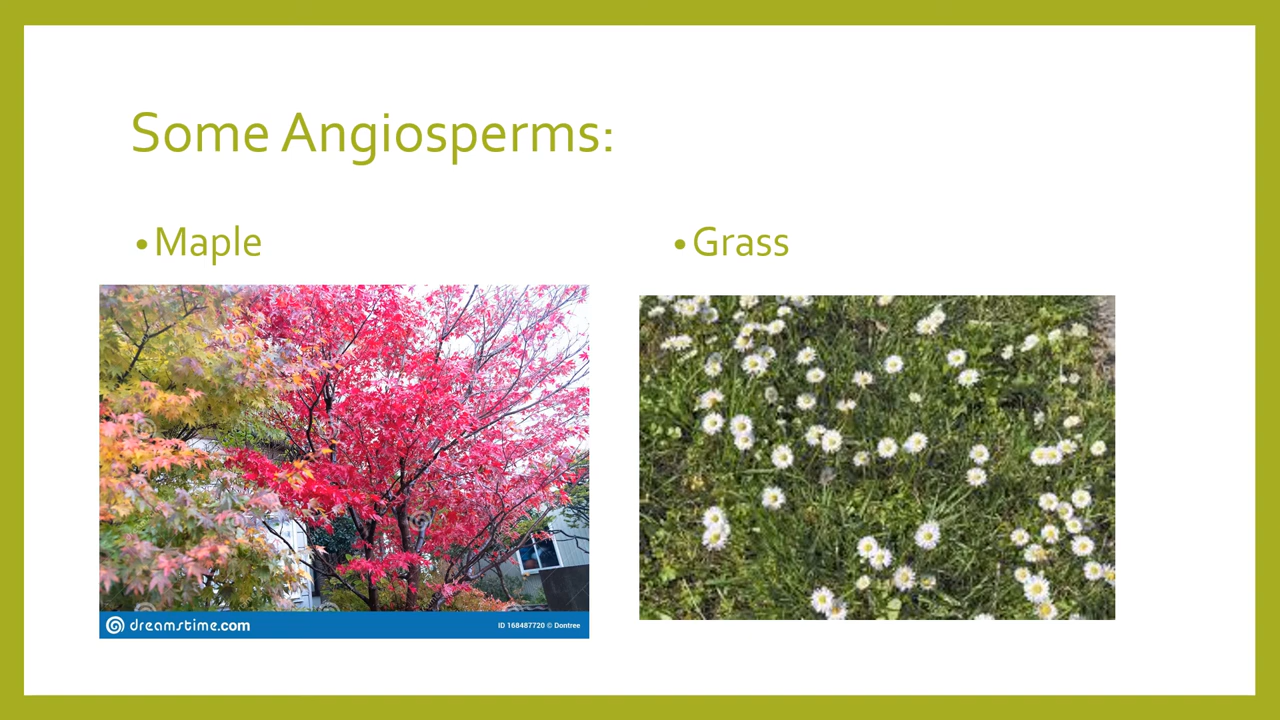 Some Angiosperms:
• Maple
• Grass
dreamstime.com
ID 168487720 © Dontree